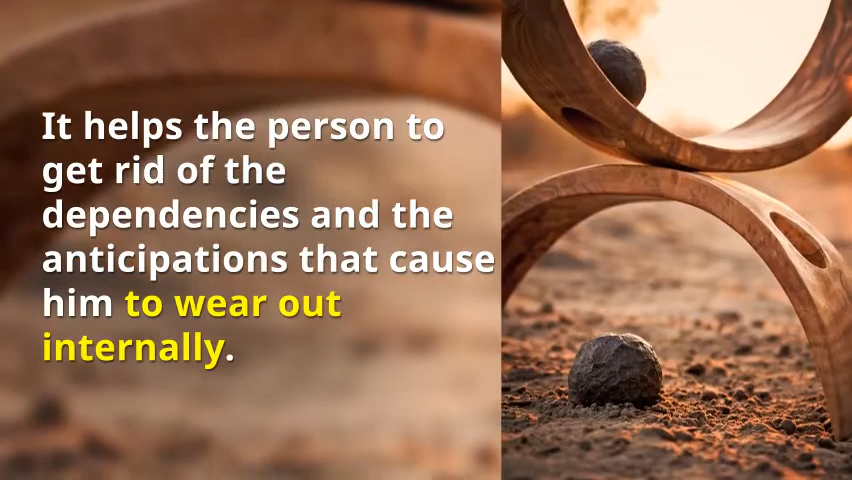 It helps the person to
get rid of the
dependencies and the
anticipations that cause
him to wear out
internally.